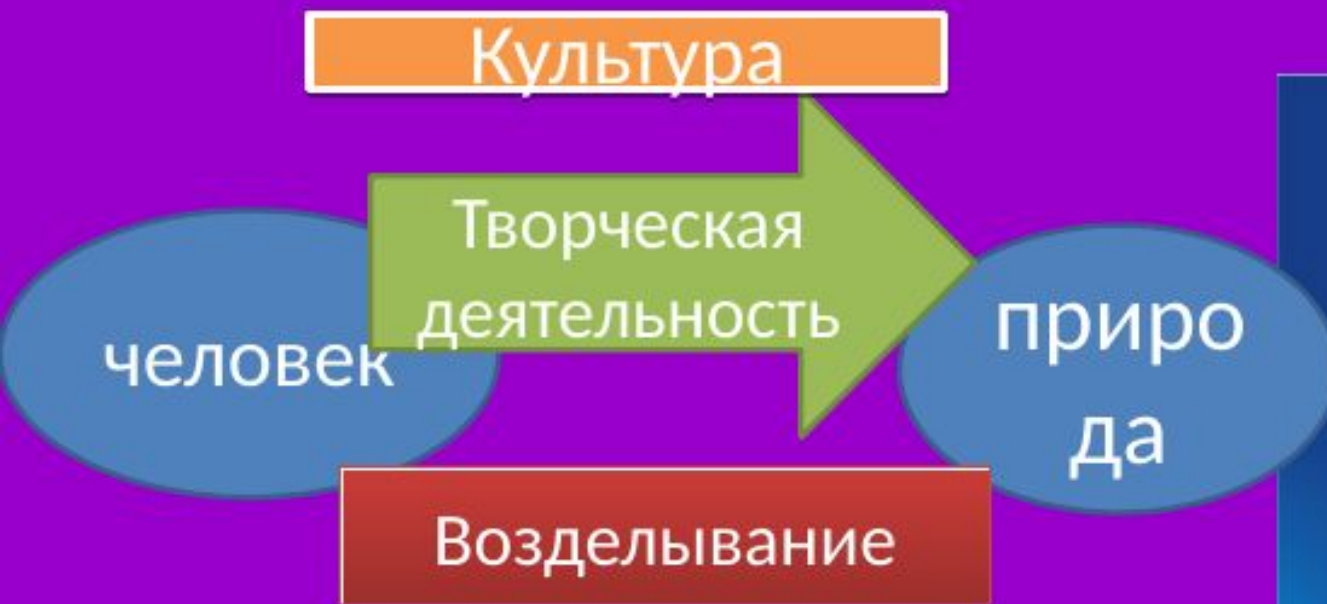 Культура
Творческая
деятельность
человек
приро
да
Возделывание